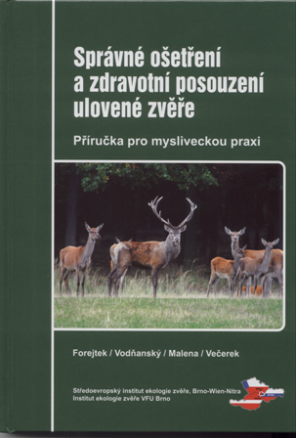 Správné ošetření
a zdravotní posouzení
ulovené zvěře
Příručka pro mysliveckou praxi
Forejtek / Vodňanský / Malena / Večerek
Středoevropský institut ekologie zvěře, Brno-Wien-Nitra
Institut ekologie zvěře VFU Brno